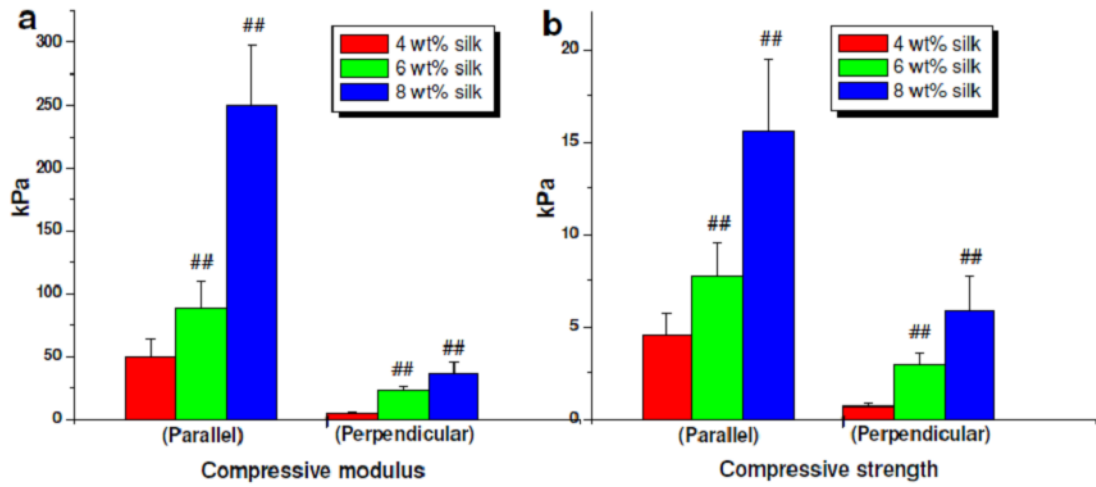 a
kPa
300
250
200
150
100
50
0
4 wt% silk
6 wt% silk
8 wt% silk
##
##
##
##
(Parallel)
(Perpendicular)
Compressive modulus
b
kPa
20
15
10
5
0
4 wt% silk
6 wt% silk
8 wt% silk
##
##
##
##
(Parallel)
(Perpendicular)
Compressive strength